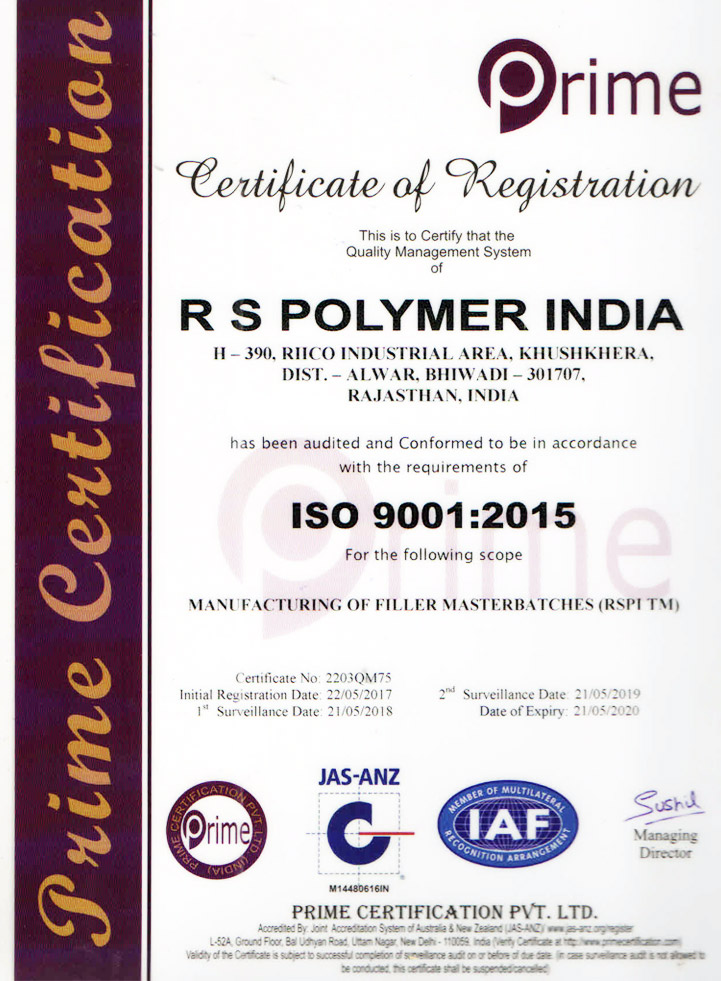 Prime Certification
Prime
Certificate of Registration
This is to Certify that the
Quality Management System
of
R S POLYMER INDIA
H – 390, RIICO INDUSTRIAL AREA, KHUSHKHERA,
DIST. – ALWAR, BHIWADI – 301707,
RAJASTHAN, INDIA
has been audited and Conformed to be in accordance
with the requirements of
Prime
ISO 9001:2015
For the following scope
MANUFACTURING OF FILLER MASTERBATCHES (RSPI TM)
Certificate No: 2203QM75
Initial Registration Date: 22/05/2017
1st Surveillance Date: 21/05/2018
2nd Surveillance Date: 21/05/2019
Date of Expiry: 21/05/2020
PRIME CERTIFICATION PVT. LTD. (INDIA)
Prime
JAS-ANZ
M14480616IN
MEMBER OF MULTILATERAL
IAF
RECOGNITION ARRANGEMENT
Sushil
Managing
Director
PRIME CERTIFICATION PVT. LTD.
Accredited By: Joint Accreditation System of Australia & New Zealand (JAS-ANZ) www.jas-anz.org/register
L-52A, Ground Floor, Bal Udhyan Road, Uttam Nagar, New Delhi - 110059, India (Verify Certificate at http://www.primecertification.com)
Validity of the Certificate is subject to successful completion of surveillance audit on or before of due date. (in case surveillance audit is not allowed to
be conducted, this certificate shall be suspended/cancelled)